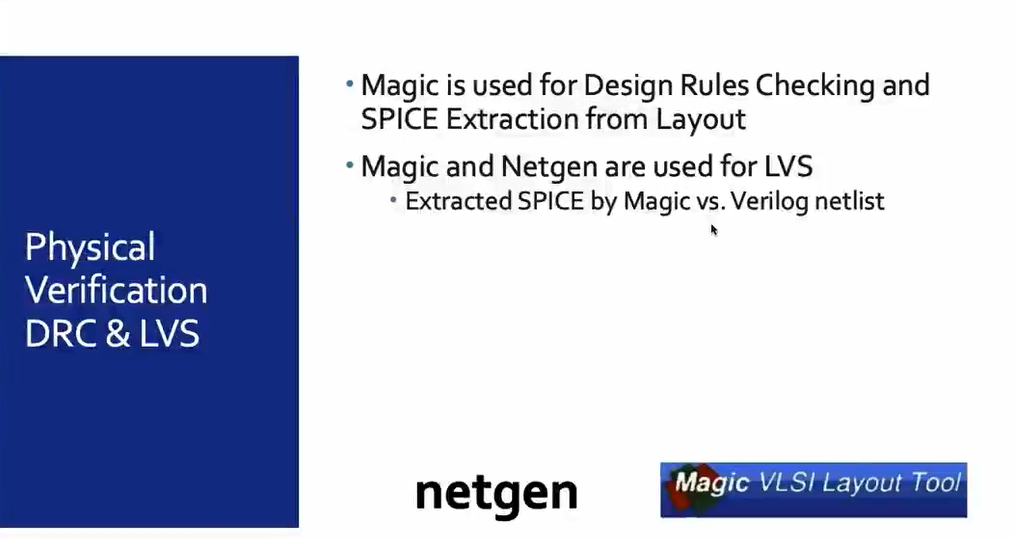 Physical
Verification
DRC & LVS
• Magic is used for Design Rules Checking and
SPICE Extraction from Layout
• Magic and Netgen are used for LVS
• Extracted SPICE by Magic vs. Verilog netlist
netgen
Magic VLSI Layout Tool